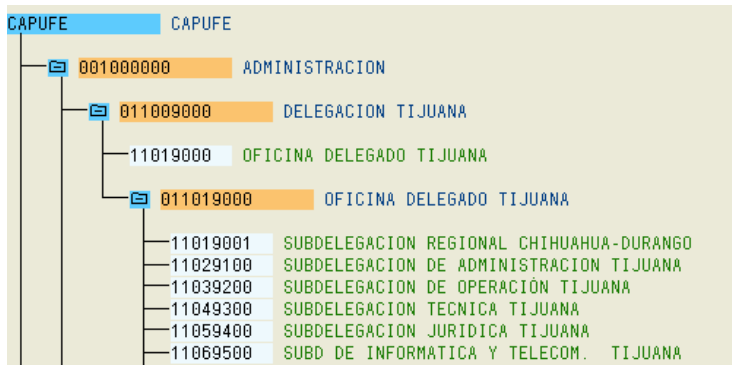 CAPUFE CAPUFE
001000000 ADMINISTRACION
011009000 DELEGACION TIJUANA
11019000 OFICINA DELEGADO TIJUANA
011019000 OFICINA DELEGADO TIJUANA
11019001 SUBDELEGACION REGIONAL CHIHUAHUA-DURANGO
11029100 SUBDELEGACION DE ADMINISTRACION TIJUANA
11039200 SUBDELEGACION DE OPERACIÓN TIJUANA
11049300 SUBDELEGACION TECNICA TIJUANA
11059400 SUBDELEGACION JURIDICA TIJUANA
11069500 SUBD DE INFORMATICA Y TELECOM. TIJUANA